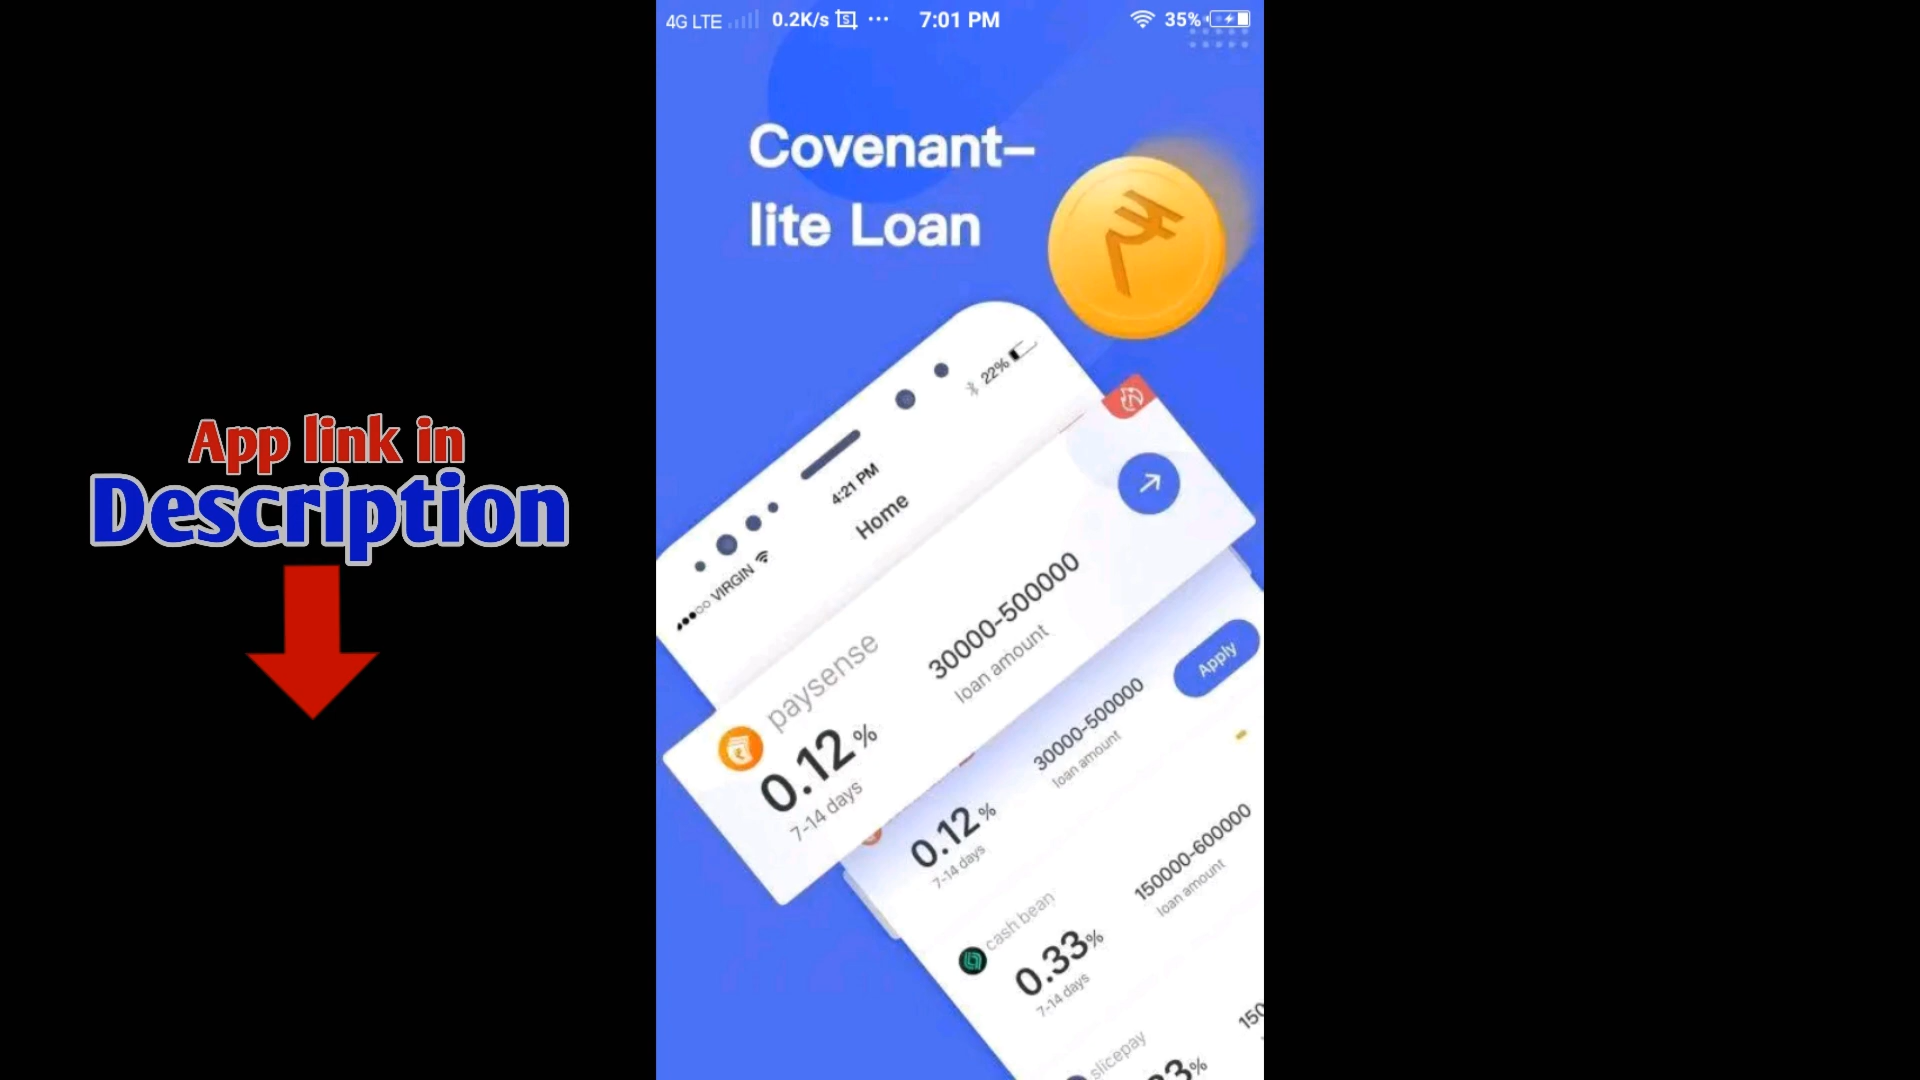 4G LTE 0.2K/s 7:01 PM 35%
Covenant–
lite Loan
App link in
Description
22%
4:21 PM
Home
VIRGIN
paysense
30000-500000
loan amount
0.12 %
7-14 days
Apply
30000-500000
loan amount
0.12 %
7-14 days
cash bean
150000-600000
loan amount
0.33%
7-14 days
slicepay